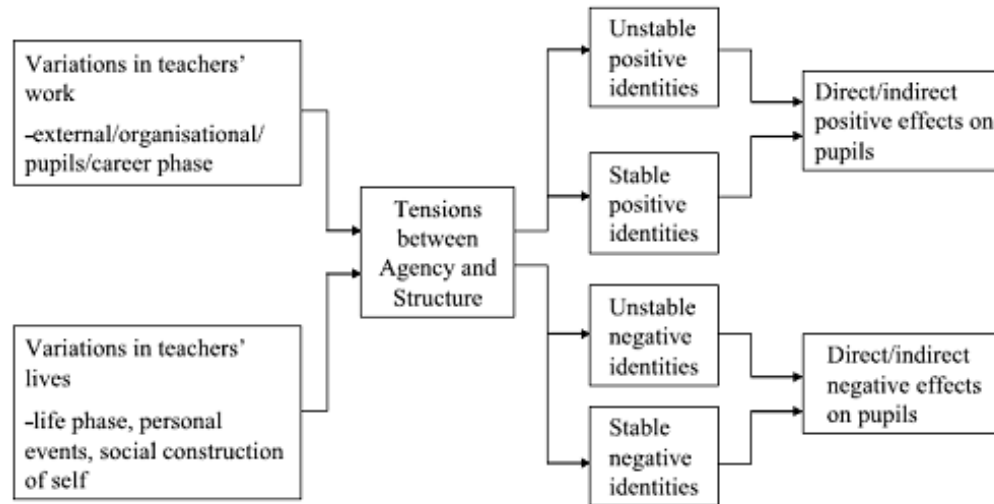 Variations in teachers'
work
-external/organisational/
pupils/career phase
Variations in teachers'
lives
-life phase, personal
events, social construction
of self
Tensions
between
Agency and
Structure
Unstable
positive
identities
Stable
positive
identities
Unstable
negative
identities
Stable
negative
identities
Direct/indirect
positive effects on
pupils
Direct/indirect
negative effects
on pupils